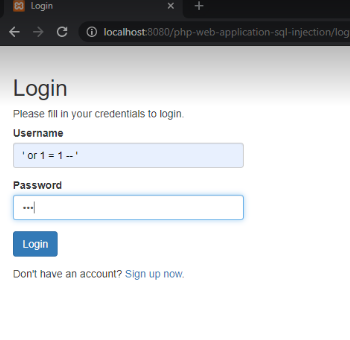 Login
localhost:8080/php-web-application-sql-injection/log
Login
Please fill in your credentials to login.
Username
' or 1 = 1 -- '
Password
•••
Login
Don't have an account? Sign up now.